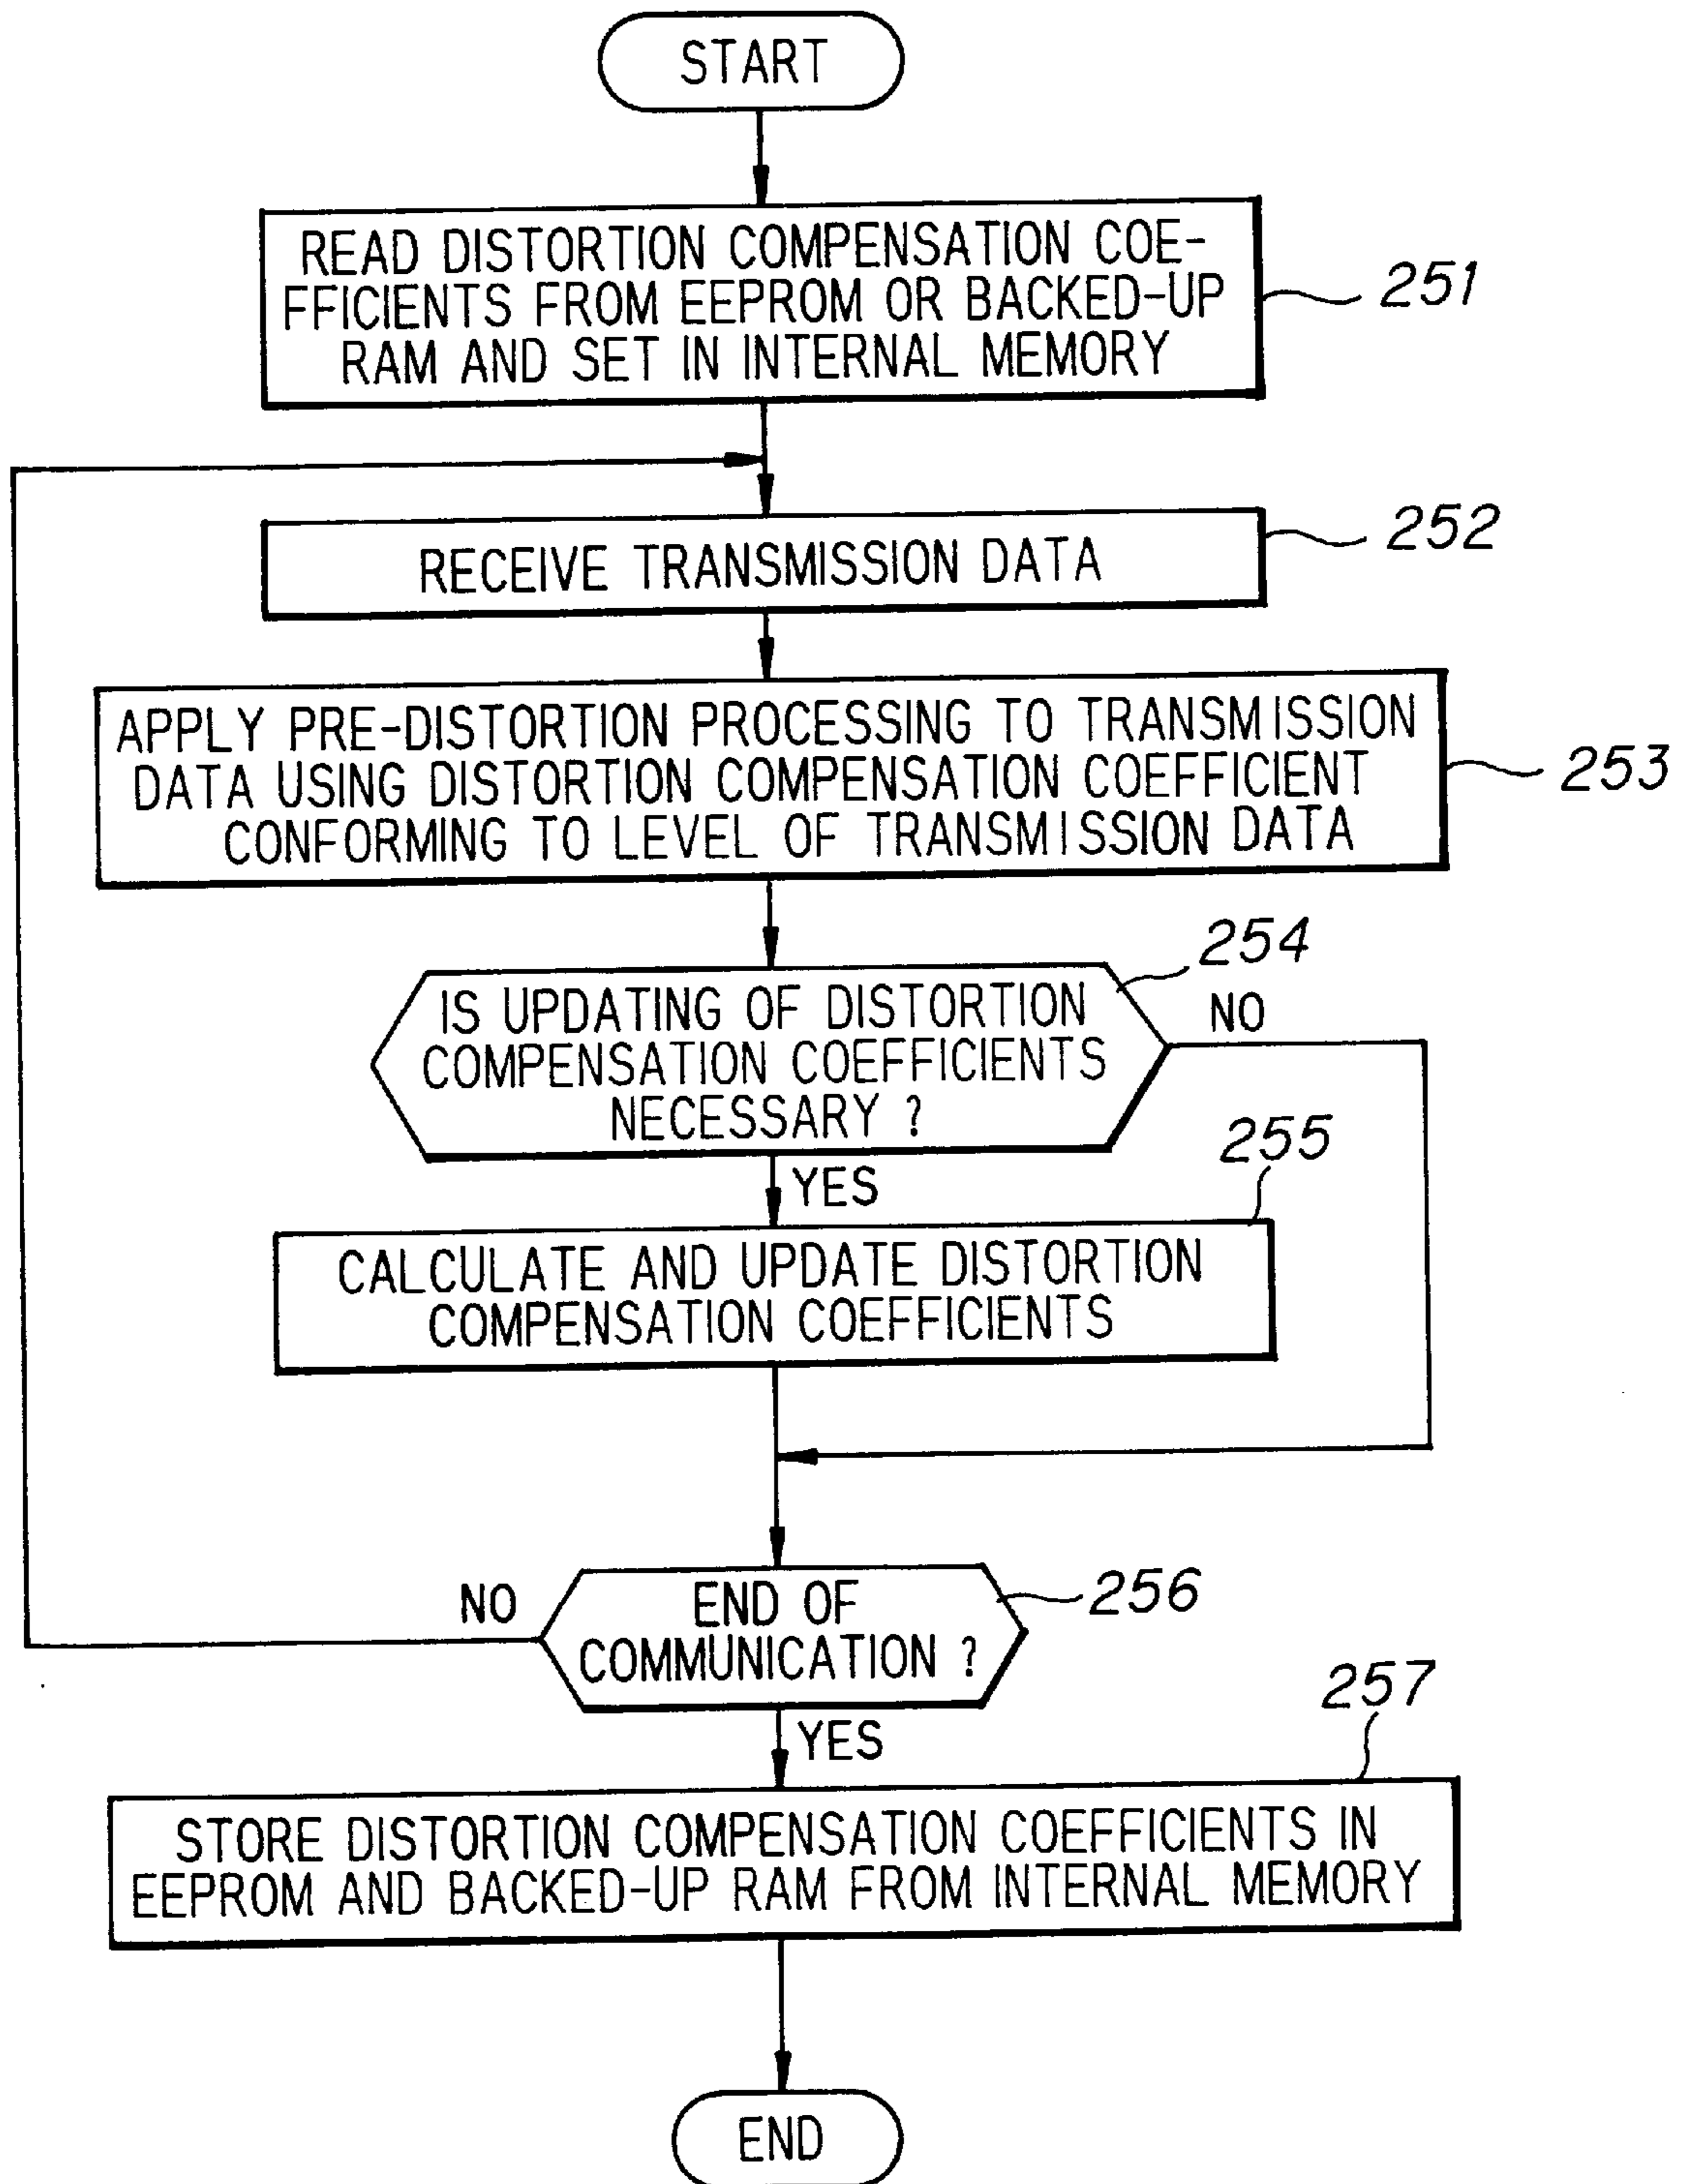 START
READ DISTORTION COMPENSATION COE-
FFICIENTS FROM EEPROM OR BACKED-UP
RAM AND SET IN INTERNAL MEMORY
251
RECEIVE TRANSMISSION DATA
252
APPLY PRE-DISTORTION PROCESSING TO TRANSMISSION
DATA USING DISTORTION COMPENSATION COEFFICIENT
CONFORMING TO LEVEL OF TRANSMISSION DATA
253
254
IS UPDATING OF DISTORTION
COMPENSATION COEFFICIENTS
NECESSARY ?
NO
YES
255
CALCULATE AND UPDATE DISTORTION
COMPENSATION COEFFICIENTS
NO
END OF
COMMUNICATION ?
256
YES
257
STORE DISTORTION COMPENSATION COEFFICIENTS IN
EEPROM AND BACKED-UP RAM FROM INTERNAL MEMORY
END